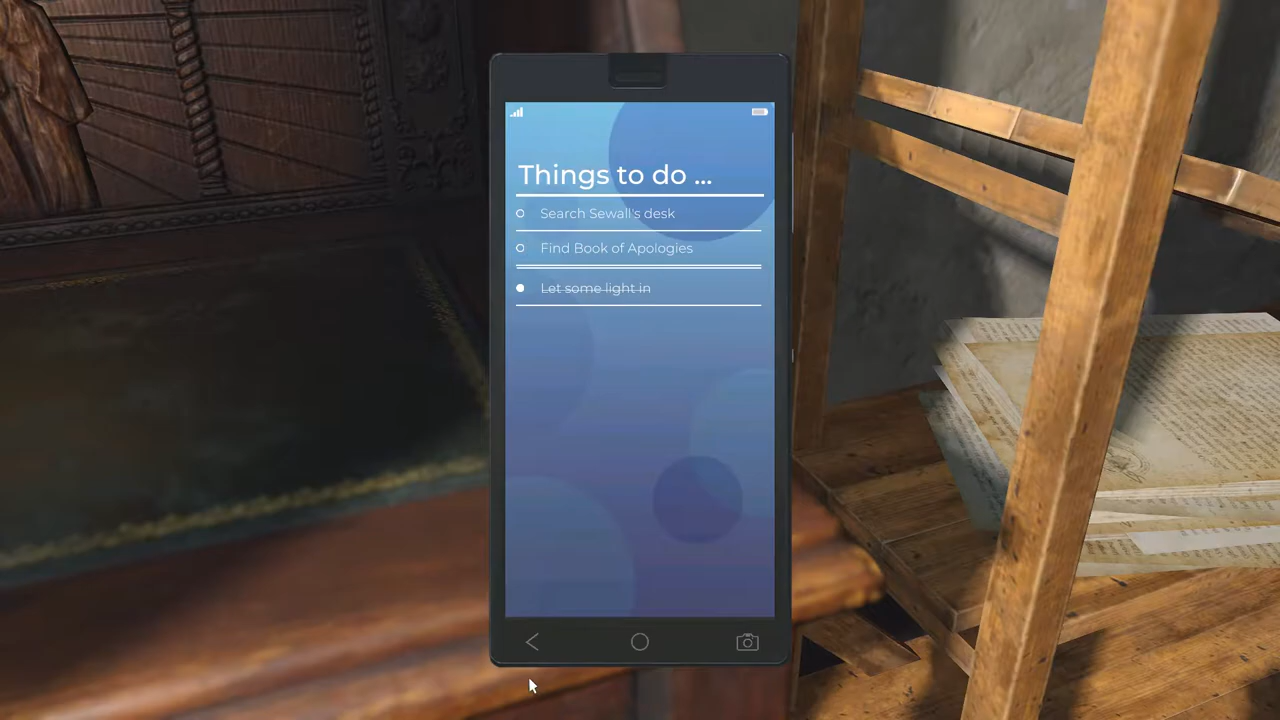 Things to do ...
Search Sewall's desk
Find Book of Apologies
Let some light in